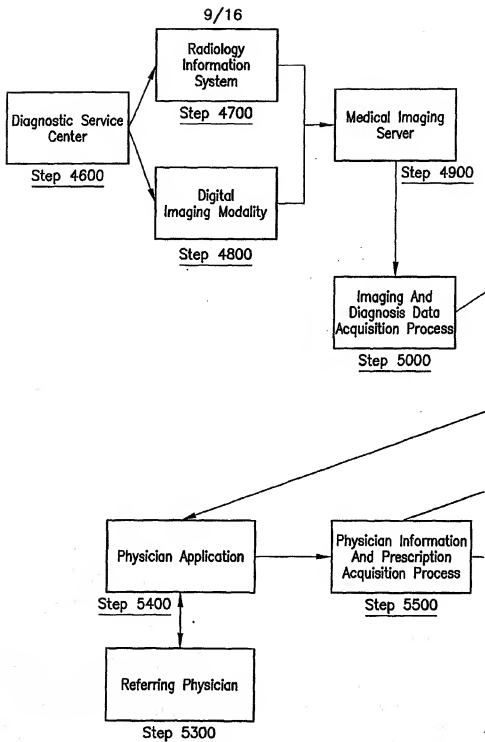 9/16
Radiology
Information
System
Step 4700
Diagnostic Service
Center
Step 4600
Medical Imaging
Server
Step 4900
Digital
Imaging Modality
Step 4800
Imaging And
Diagnosis Data
Acquisition Process
Step 5000
Physician Application
Step 5400
Physician Information
And Prescription
Acquisition Process
Step 5500
Referring Physician
Step 5300